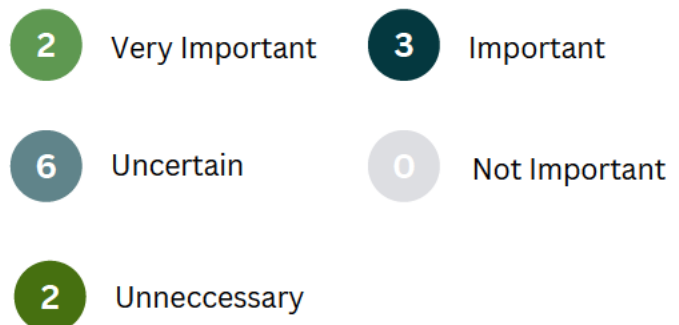 2 Very Important
3 Important
6 Uncertain
0 Not Important
2 Unneccessary